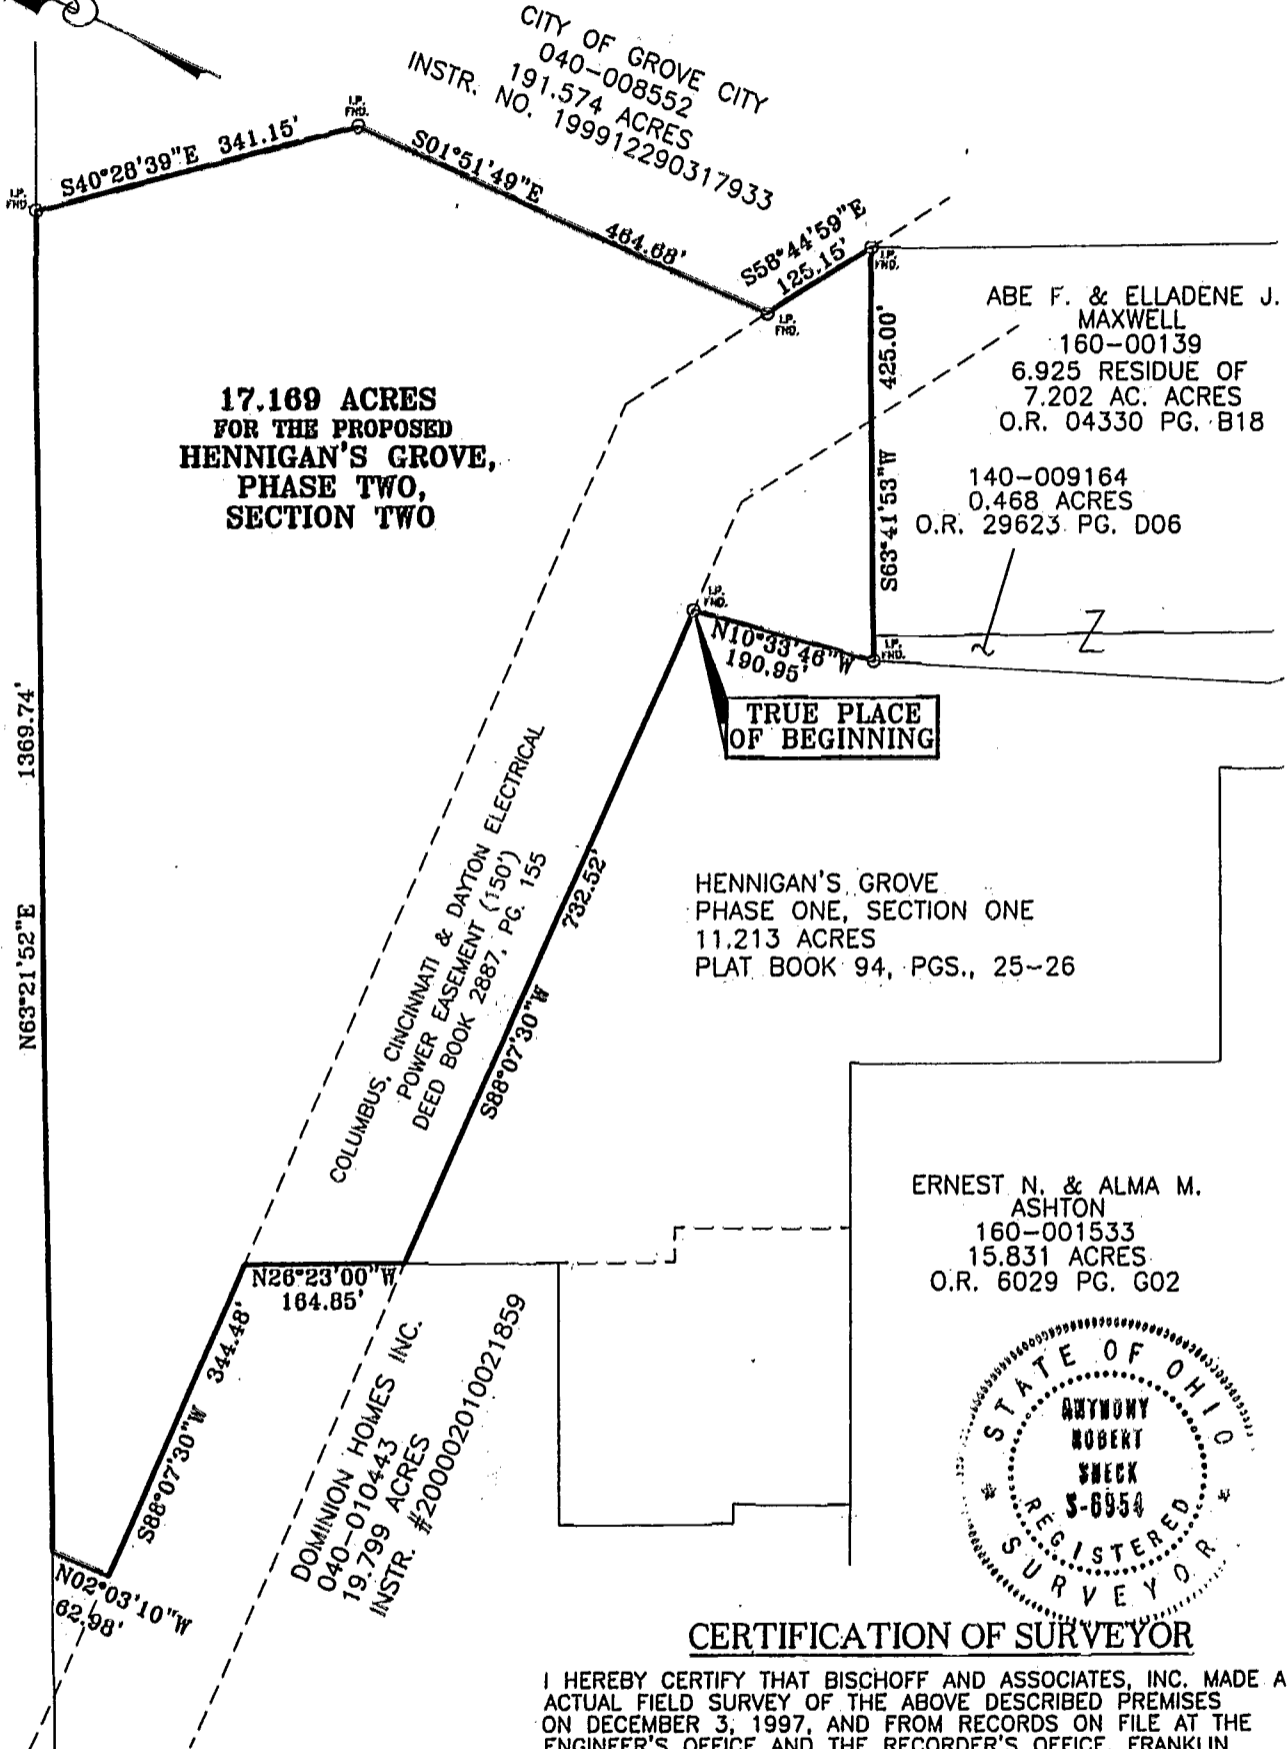 CITY OF GROVE CITY
040-008552
191.574 ACRES
INSTR. NO. 199912290317933
I.P.
FND.
S40°28'39"E 341.15'
I.P.
FND.
S01°51'49"E
464.68'
S58°44'59"E
125.15'
I.P.
FND.
I.P.
FND.
ABE F. & ELLADENE J.
MAXWELL
160-00139
6.925 RESIDUE OF
7.202 AC. ACRES
O.R. 04330 PG. B18
425.00'
S63°41'53"W
140-009164
0.468 ACRES
O.R. 29623 PG. D06
17.169 ACRES
FOR THE PROPOSED
HENNIGAN'S GROVE,
PHASE TWO,
SECTION TWO
I.P.
FND.
N10°33'46"W
190.95'
I.P.
FND.
Z
TRUE PLACE
OF BEGINNING
1369.74'
N63°21'52"E
COLUMBUS, CINCINNATI & DAYTON ELECTRICAL
POWER EASEMENT (150')
DEED BOOK 2887, PG. 155
732.52'
S88°07'30"W
HENNIGAN'S GROVE
PHASE ONE, SECTION ONE
11.213 ACRES
PLAT BOOK 94, PGS., 25-26
ERNEST N. & ALMA M.
ASHTON
160-001533
15.831 ACRES
O.R. 6029 PG. G02
N26°23'00"W
164.85'
344.48'
S88°07'30"W
DOMINION HOMES INC.
040-010443
19.799 ACRES
INSTR. #200002010021859
N02°03'10"W
62.98'
STATE OF OHIO
ANTHONY
ROBERT
SHECK
S-6954
REGISTERED
SURVEYOR
CERTIFICATION OF SURVEYOR
I HEREBY CERTIFY THAT BISCHOFF AND ASSOCIATES, INC. MADE A
ACTUAL FIELD SURVEY OF THE ABOVE DESCRIBED PREMISES
ON DECEMBER 3, 1997, AND FROM RECORDS ON FILE AT THE
ENGINEER'S OFFICE AND THE RECORDER'S OFFICE, FRANKLIN